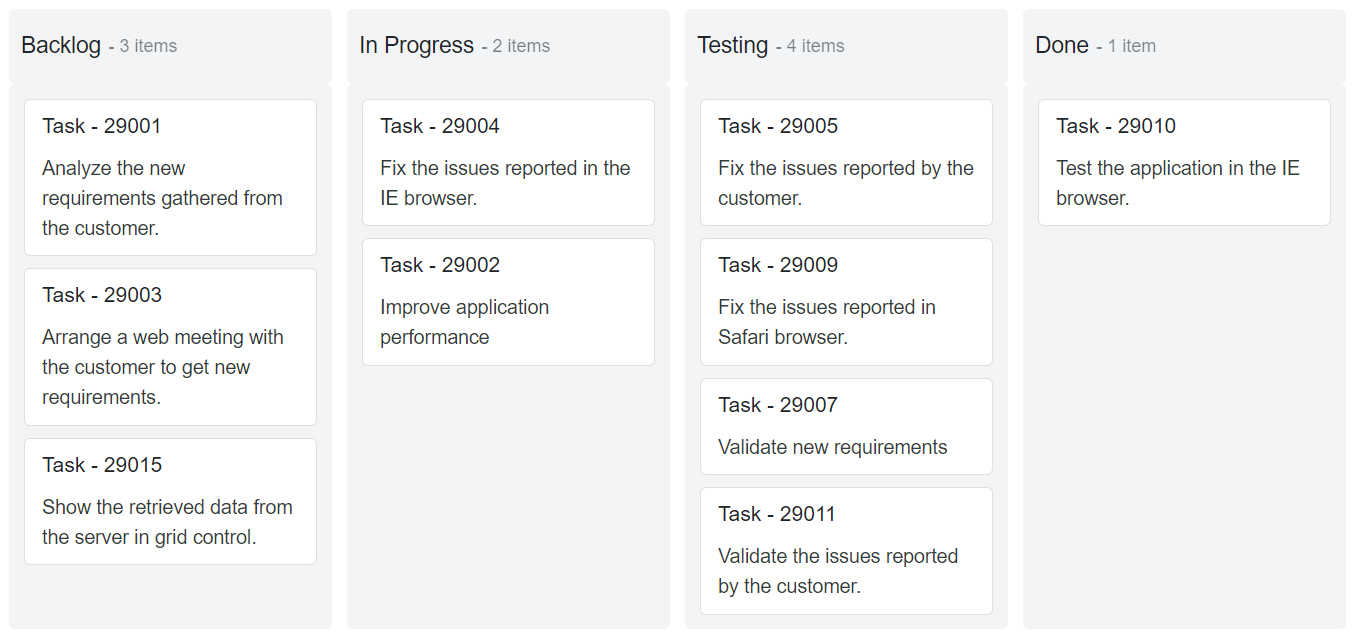 Backlog - 3 items
Task - 29001
Analyze the new
requirements gathered from
the customer.
Task - 29003
Arrange a web meeting with
the customer to get new
requirements.
Task - 29015
Show the retrieved data from
the server in grid control.
In Progress - 2 items
Task - 29004
Fix the issues reported in the
IE browser.
Task - 29002
Improve application
performance
Testing - 4 items
Task - 29005
Fix the issues reported by the
customer.
Task - 29009
Fix the issues reported in
Safari browser.
Task - 29007
Validate new requirements
Task - 29011
Validate the issues reported
by the customer.
Done - 1 item
Task - 29010
Test the application in the IE
browser.